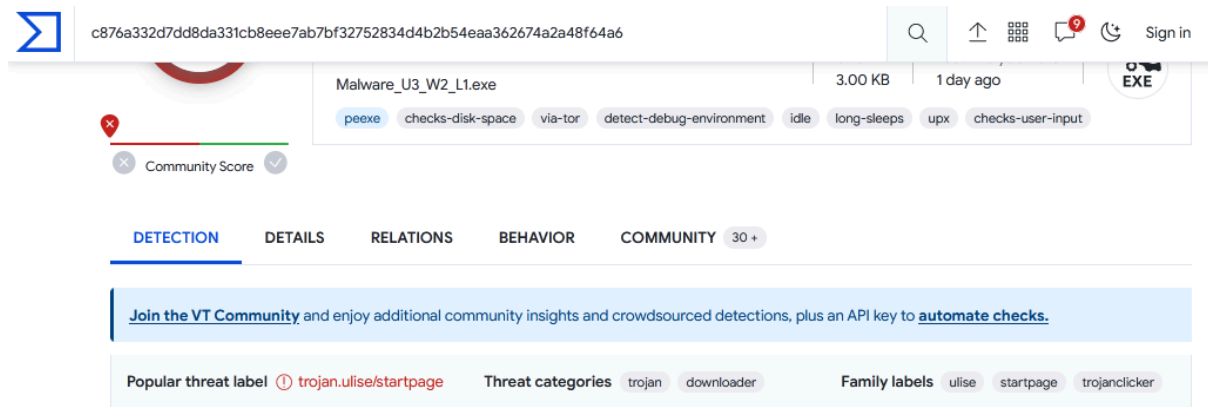 c876a332d7dd8da331cb8eee7ab7bf32752834d4b2b54eaa362674a2a48f64a6 9 Sign in
Malware_U3_W2_L1.exe 3.00 KB 1 day ago EXE
peexe checks-disk-space via-tor detect-debug-environment idle long-sleeps upx checks-user-input
Community Score
DETECTION DETAILS RELATIONS BEHAVIOR COMMUNITY 30 +
Join the VT Community and enjoy additional community insights and crowdsourced detections, plus an API key to automate checks.
Popular threat label trojan.ulise/startpage Threat categories trojan downloader Family labels ulise startpage trojanclicker